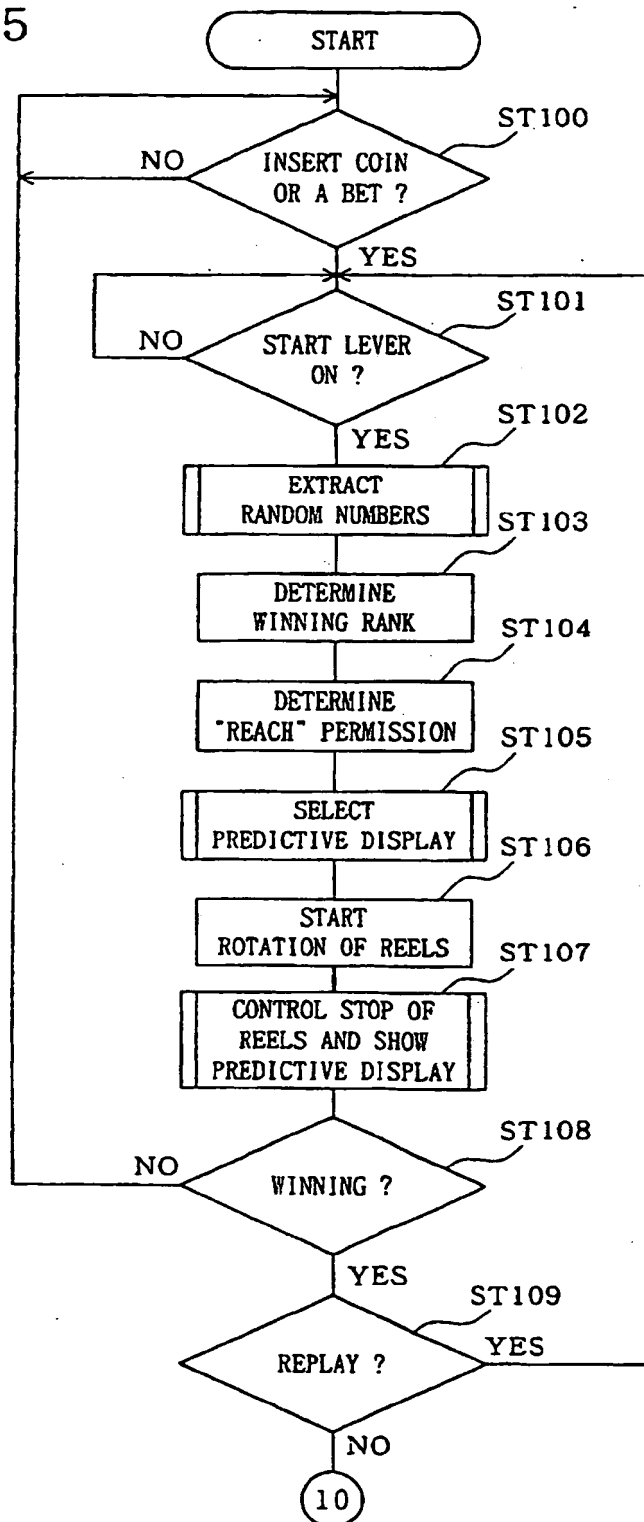 5
START
ST100
NO
INSERT COIN
OR A BET ?
YES
ST101
NO
START LEVER
ON ?
YES
ST102
EXTRACT
RANDOM NUMBERS
ST103
DETERMINE
WINNING RANK
ST104
DETERMINE
"REACH" PERMISSION
ST105
SELECT
PREDICTIVE DISPLAY
ST106
START
ROTATION OF REELS
ST107
CONTROL STOP OF
REELS AND SHOW
PREDICTIVE DISPLAY
ST108
NO
WINNING ?
YES
ST109
YES
REPLAY ?
NO
10